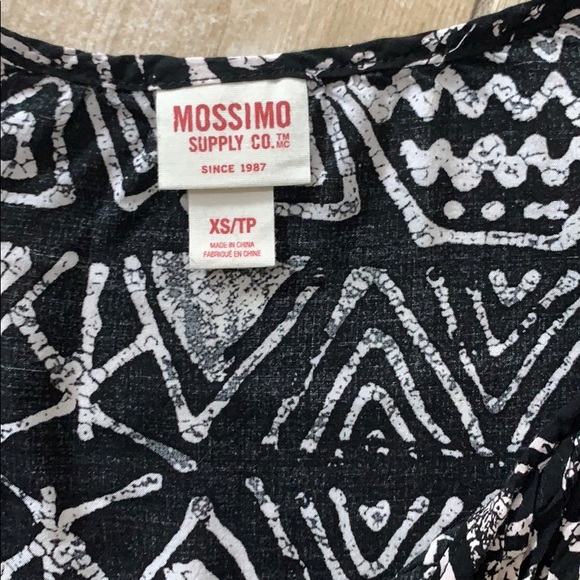 MOSSIMO
SUPPLY CO.™ MC
SINCE 1987
XS/TP
MADE IN CHINA
FABRIQUÉ EN CHINE